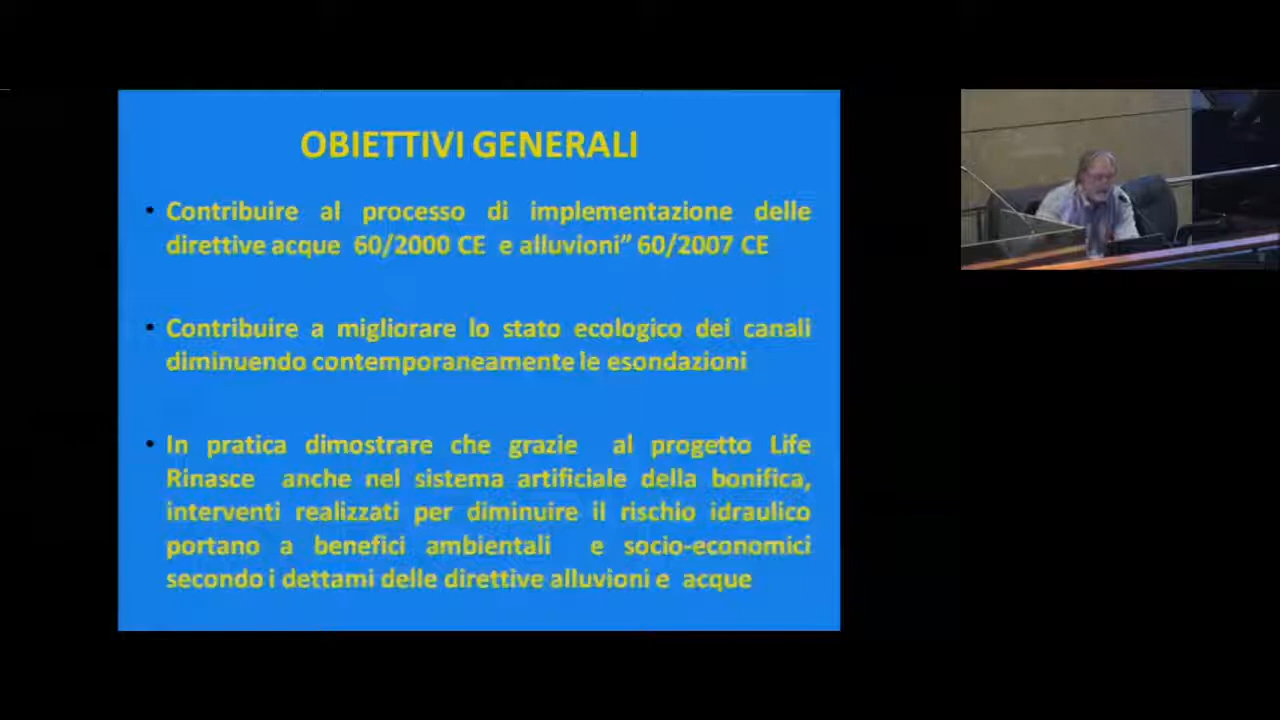 OBIETTIVI GENERALI
• Contribuire al processo di implementazione delle
direttive acque 60/2000 CE e alluvioni” 60/2007 CE
• Contribuire a migliorare lo stato ecologico dei canali
diminuendo contemporaneamente le esondazioni
• In pratica dimostrare che grazie al progetto Life
Rinasce anche nel sistema artificiale della bonifica,
interventi realizzati per diminuire il rischio idraulico
portano a benefici ambientali e socio-economici
secondo i dettami delle direttive alluvioni e acque